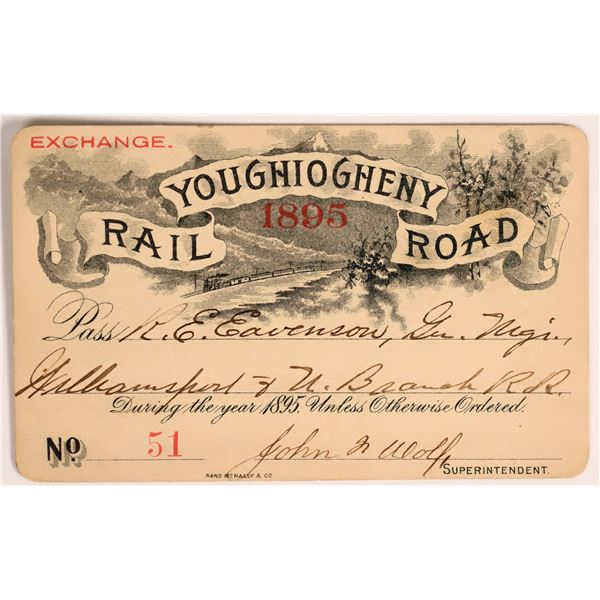 EXCHANGE.
YOUGHIOGHENY
1895
RAIL ROAD
Pass R. E. Eavenson, Gen. Mgr.,
Williamsport & N. Branch R.R.
During the year 1895. Unless Otherwise Ordered.
No. 51
John F Wolf
SUPERINTENDENT.
RAND MCNALLY & CO.